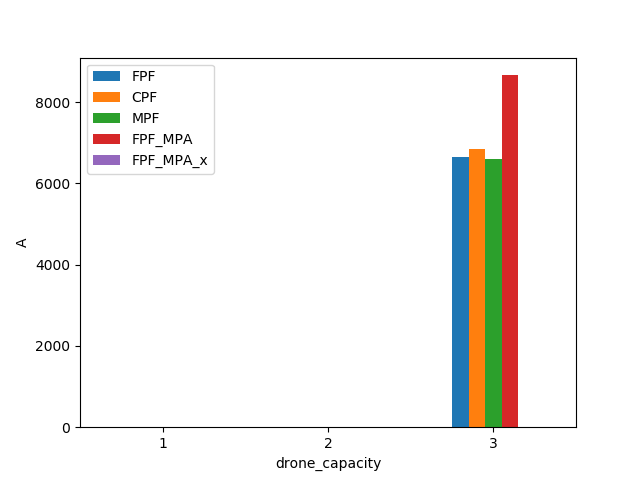 FPF
CPF
MPF
FPF_MPA
FPF_MPA_x
8000
6000
4000
2000
0
A
1 2 3
drone_capacity